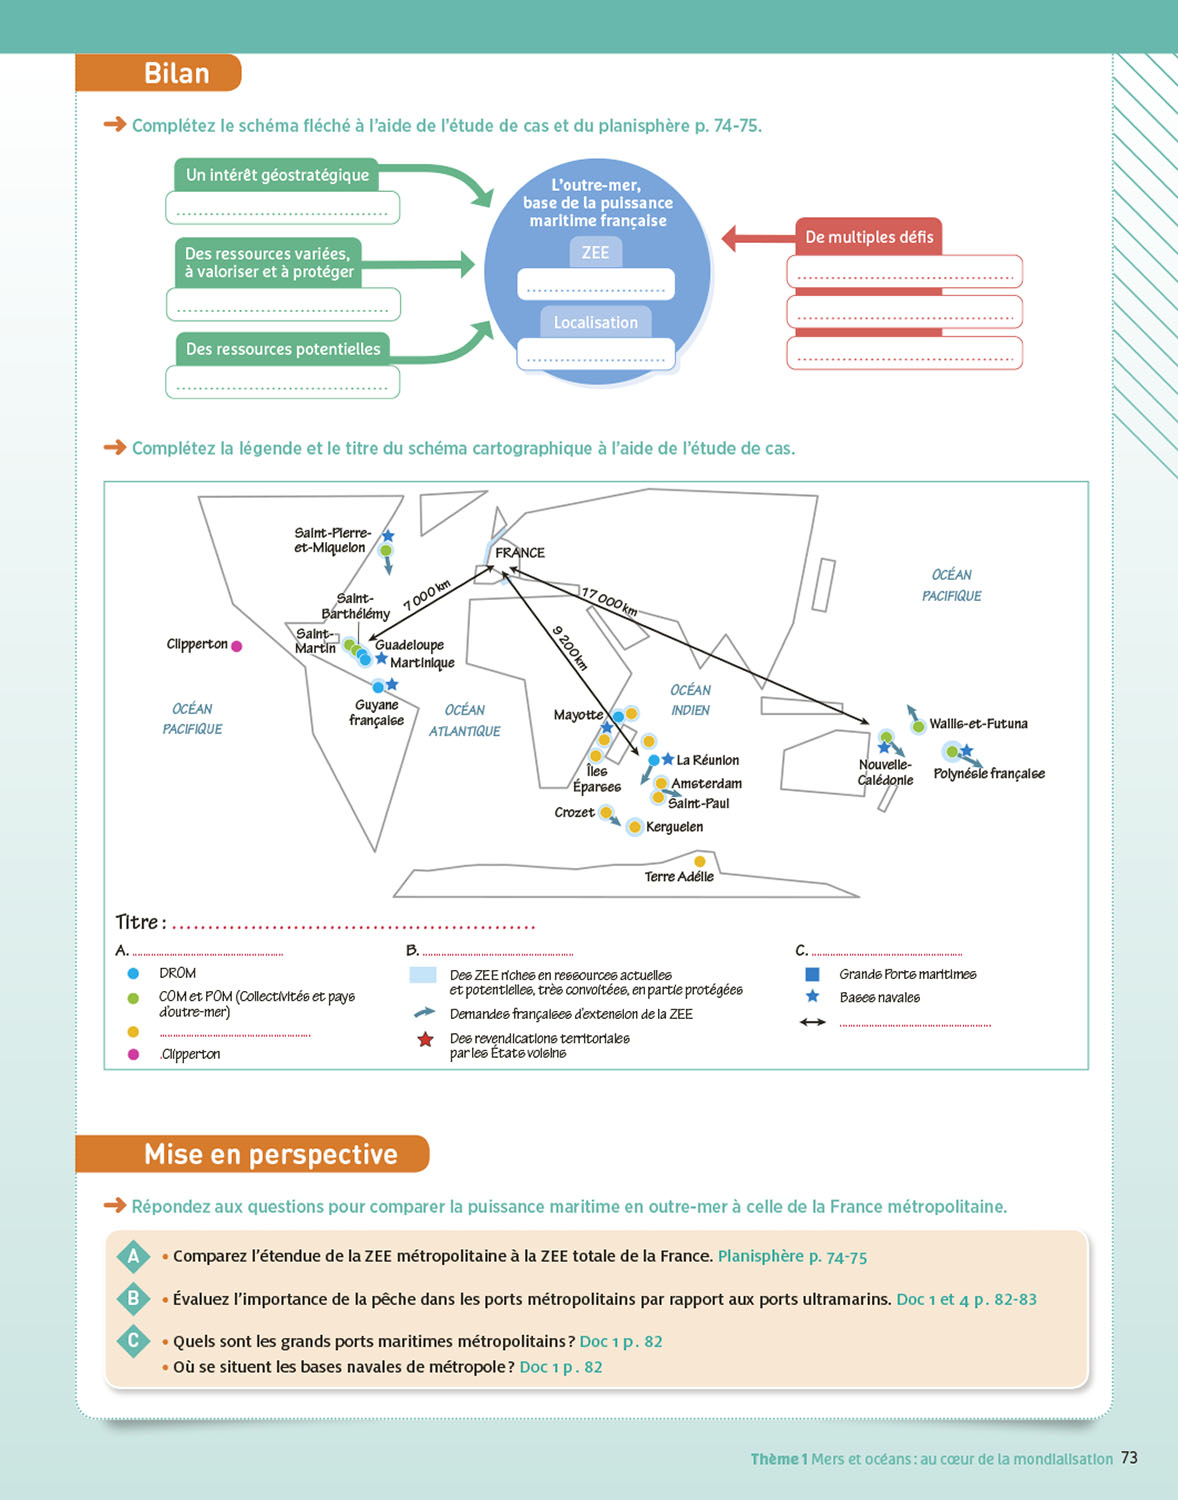 Bilan
➔ Complétez le schéma fléché à l'aide de l'étude de cas et du planisphère p. 74-75.
Un intérêt géostratégique
Des ressources variées,
à valoriser et à protéger
Des ressources potentielles
L'outre-mer,
base de la puissance
maritime française
ZEE
Localisation
De multiples défis
➔ Complétez la légende et le titre du schéma cartographique à l'aide de l'étude de cas.
Saint-Pierre-
et-Miquelon
FRANCE
7 000 km
17 000 km
9 200 km
OCÉAN
PACIFIQUE
Saint-
Barthélémy
Saint-
Martin
Guadeloupe
Martinique
Clipperton
Guyane
française
OCÉAN
PACIFIQUE
OCÉAN
ATLANTIQUE
OCÉAN
INDIEN
Mayotte
La Réunion
Îles
Éparses
Amsterdam
Saint-Paul
Crozet
Kerguelen
Terre Adélie
Wallis-et-Futuna
Nouvelle-
Calédonie
Polynésie française
Titre : ..................................................
A. ..................................................
DROM
COM et POM (Collectivités et pays
d'outre-mer)
..................................................
.Clipperton
B. ..................................................
Des ZEE riches en ressources actuelles
et potentielles, très convoitées, en partie protégées
Demandes françaises d'extension de la ZEE
Des revendications territoriales
par les États voisins
C. ..................................................
Grands Ports maritimes
Bases navales
..................................................
Mise en perspective
➔ Répondez aux questions pour comparer la puissance maritime en outre-mer à celle de la France métropolitaine.
A • Comparez l'étendue de la ZEE métropolitaine à la ZEE totale de la France. Planisphère p. 74-75
B • Évaluez l'importance de la pêche dans les ports métropolitains par rapport aux ports ultramarins. Doc 1 et 4 p. 82-83
C • Quels sont les grands ports maritimes métropolitains ? Doc 1 p. 82
• Où se situent les bases navales de métropole ? Doc 1 p. 82
Thème 1 Mers et océans : au cœur de la mondialisation 73